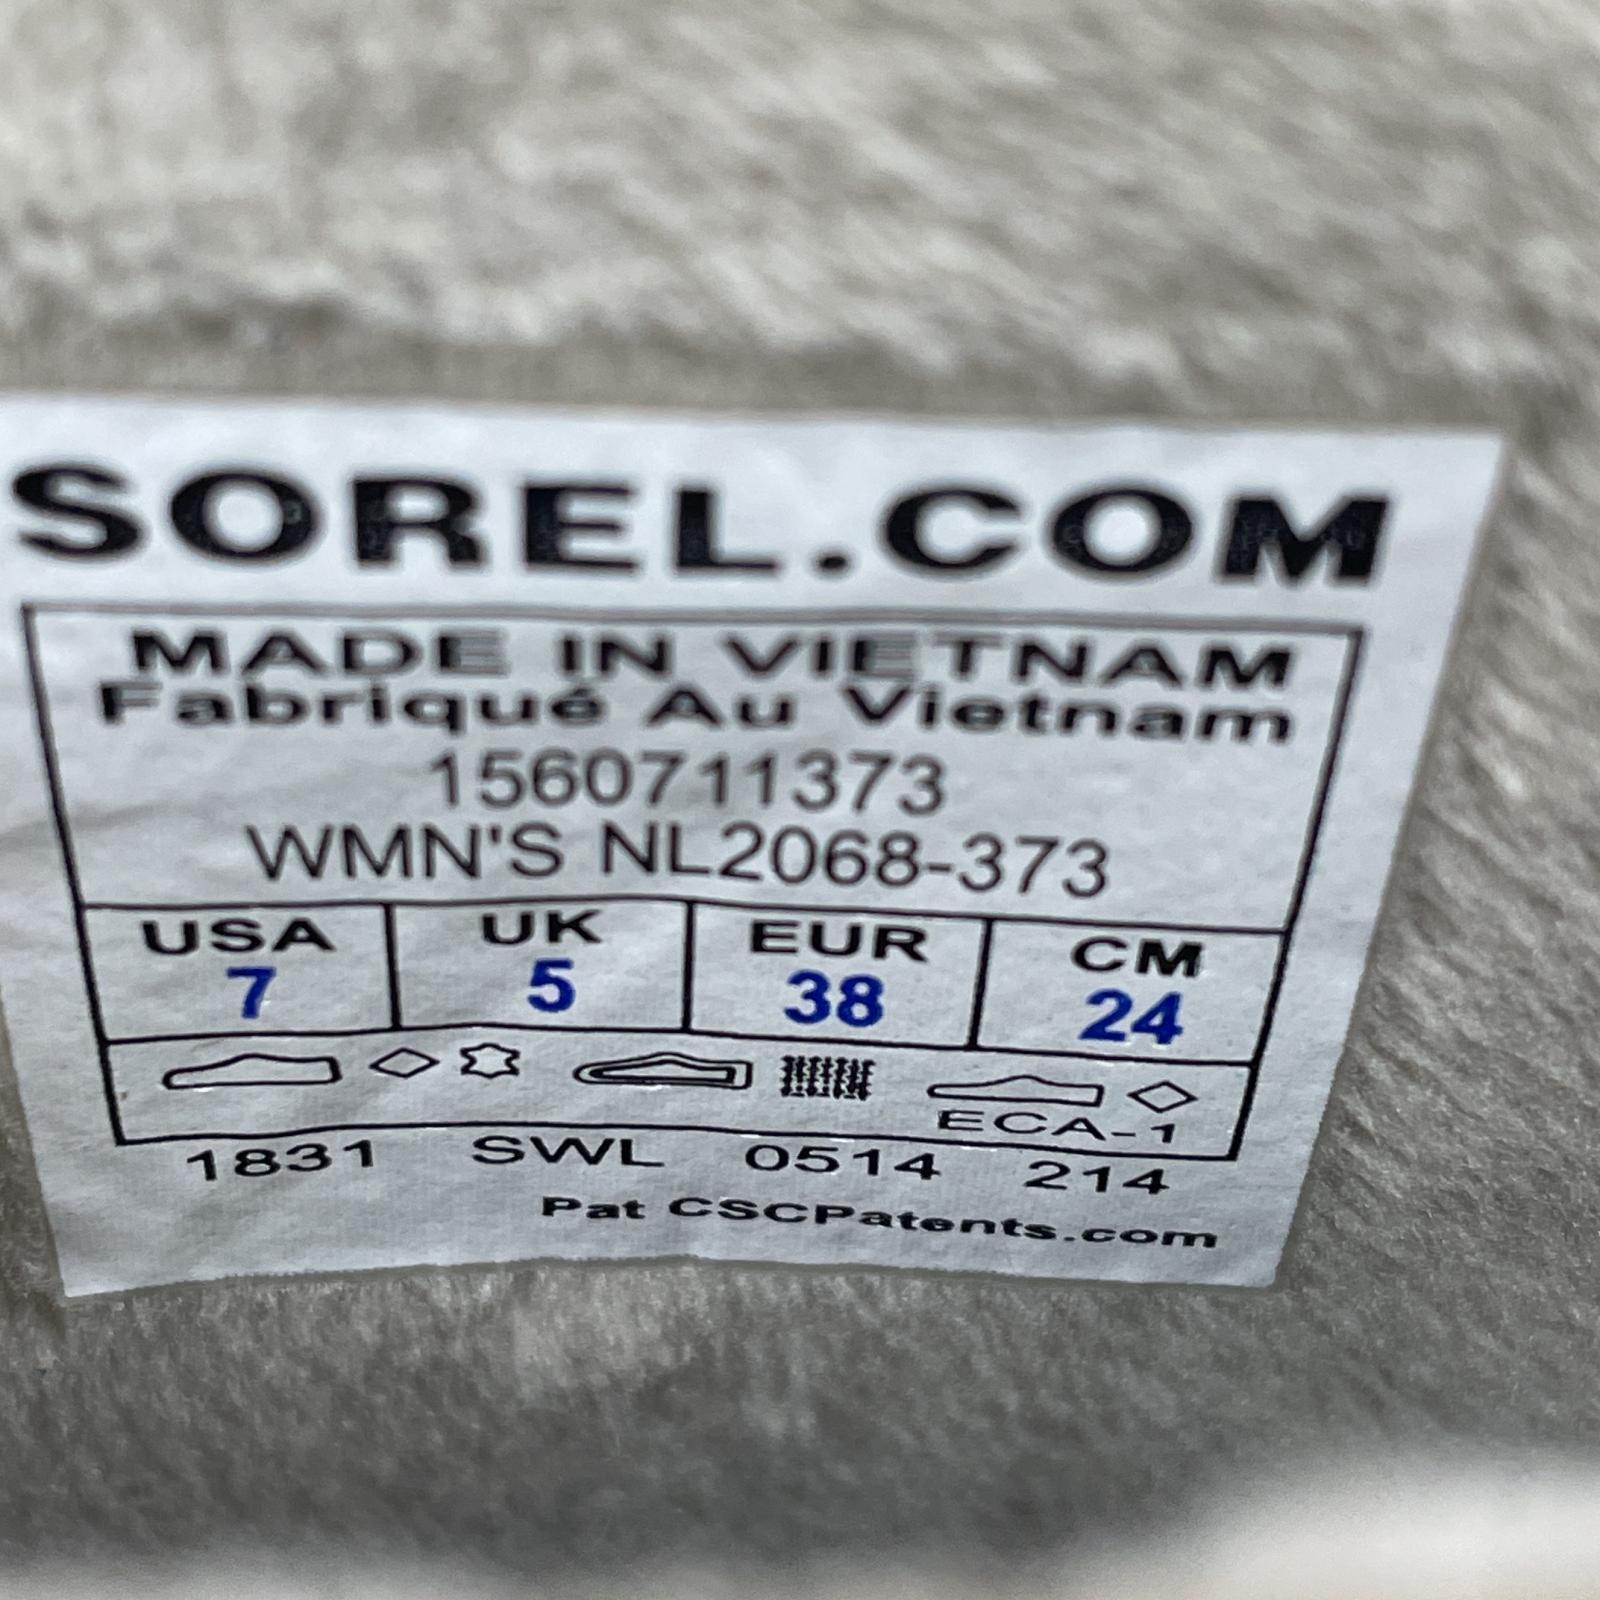 SOREL.COM
MADE IN VIETNAM
Fabriqué Au Vietnam
1560711373
WMN'S NL2068-373
USA UK EUR CM
7 5 38 24
ECA-1
1831 SWL 0514 214
Pat CSCPatents.com